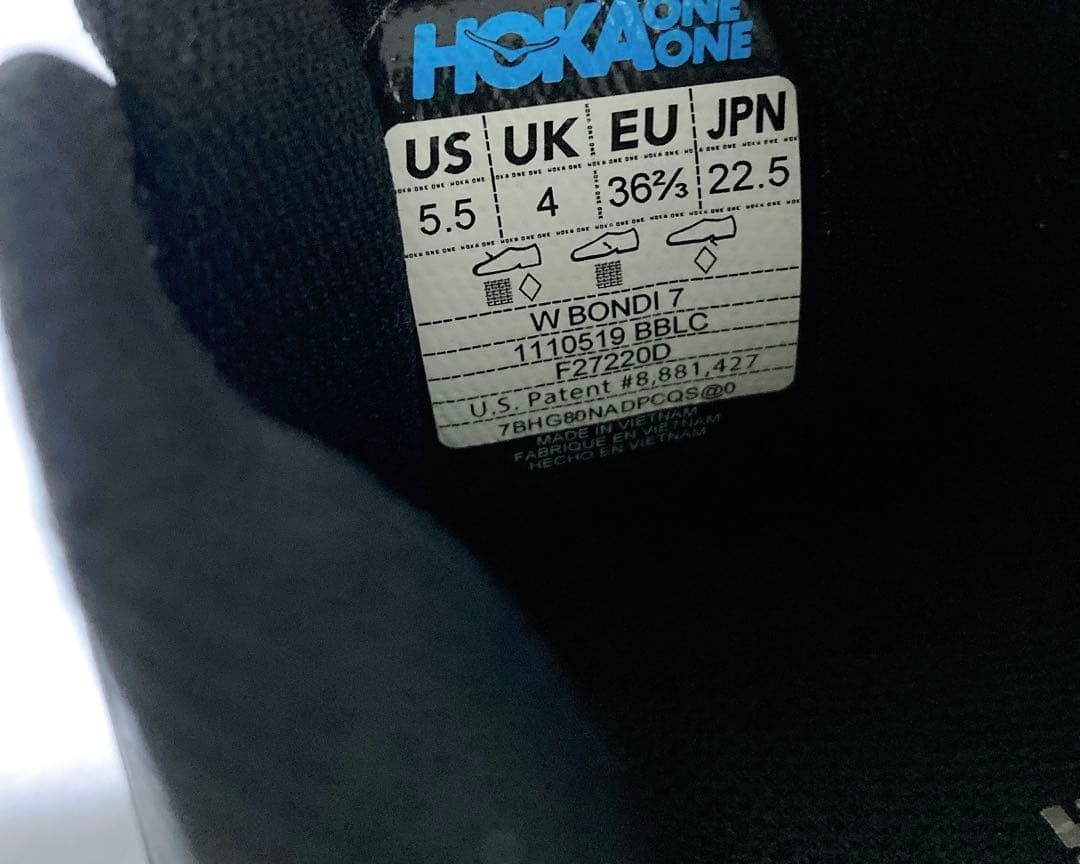 HOKA ONE ONE
US UK EU JPN
5.5 4 36⅔ 22.5
W BONDI 7
1110519 BBLC
F27220D
U.S. Patent #8,881,427
7BHG80NADPCQS@0
MADE IN VIETNAM
FABRIQUE EN VIETNAM
HECHO EN VIETNAM